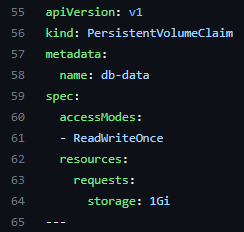 55 apiVersion: v1
56 kind: PersistentVolumeClaim
57 metadata:
58   name: db-data
59 spec:
60   accessModes:
61   - ReadWriteOnce
62   resources:
63     requests:
64       storage: 1Gi
65 ---